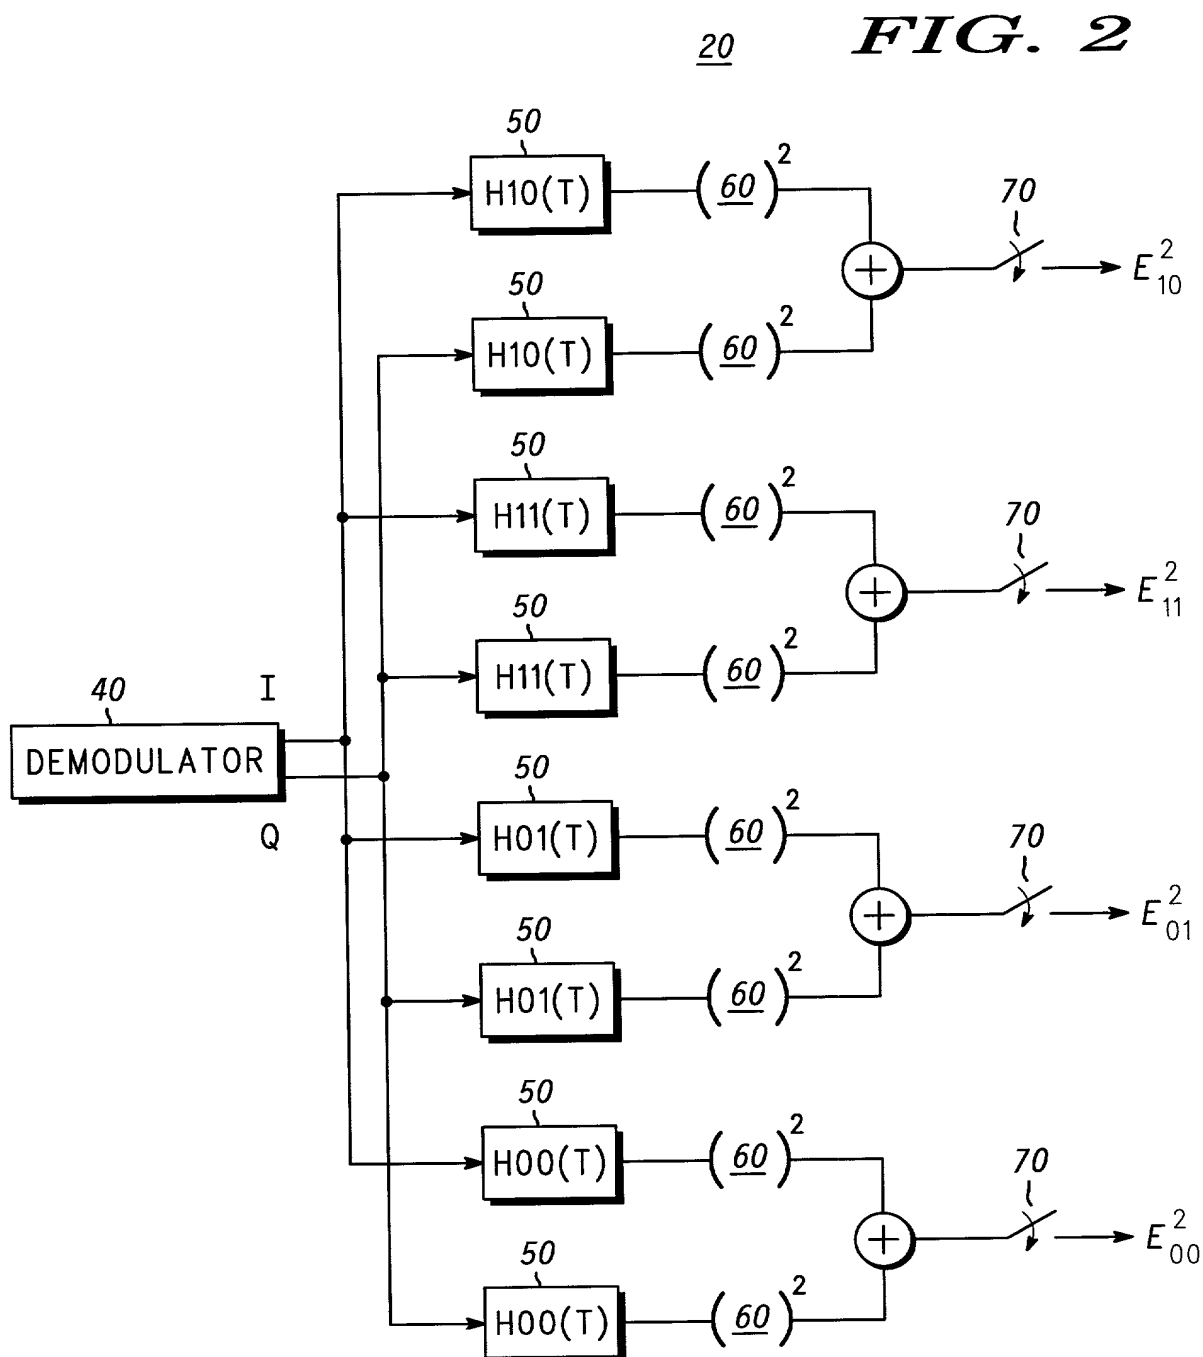 20
FIG. 2
50
H10(T)
(60)²
70
E²₁₀
50
H10(T)
(60)²
50
H11(T)
(60)²
70
E²₁₁
50
H11(T)
(60)²
40
I
DEMODULATOR
Q
50
H01(T)
(60)²
70
E²₀₁
50
H01(T)
(60)²
50
H00(T)
(60)²
70
E²₀₀
50
H00(T)
(60)²